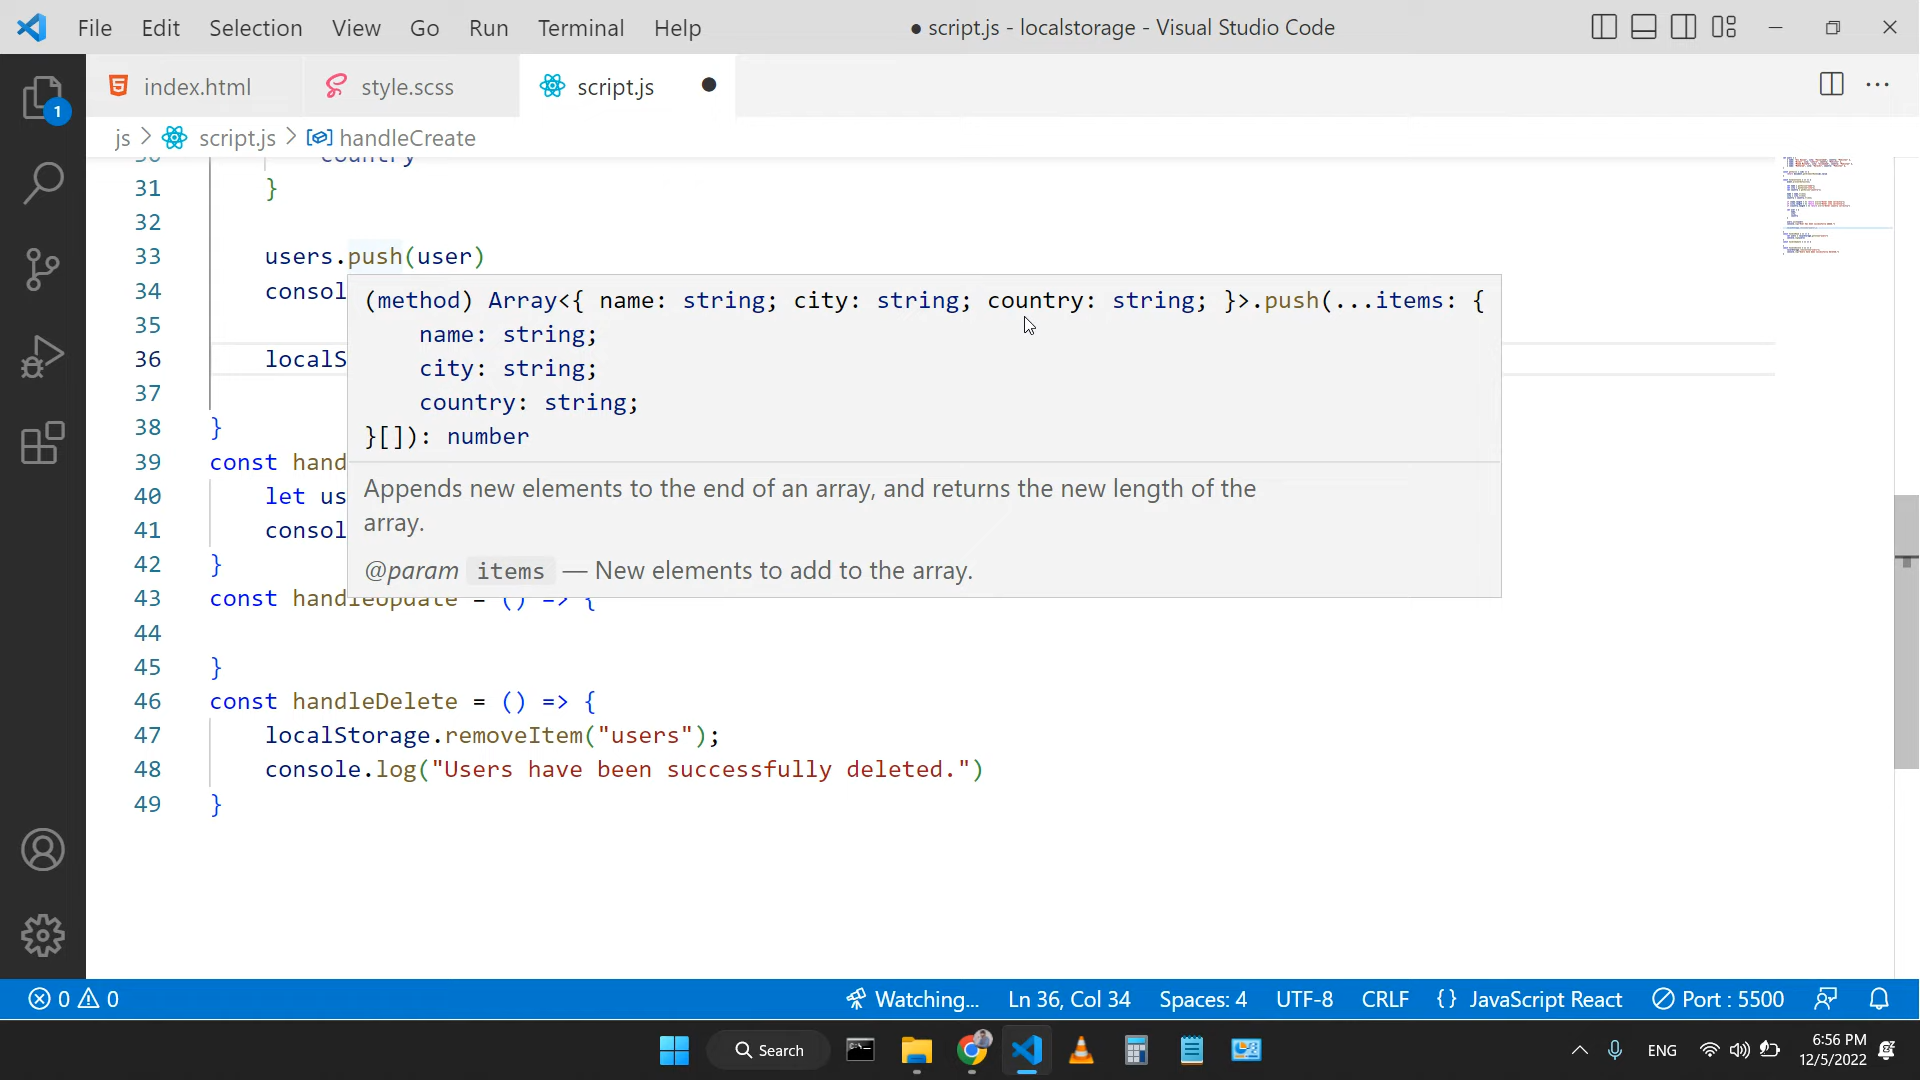 File Edit Selection View Go Run Terminal Help ● script.js - localstorage - Visual Studio Code
index.html style.scss script.js
js > script.js > handleCreate
1
country
31 }
32
33 users.push(user)
34 consol
35
36 localS
37
38 }
39 const hand
40 let us
41 consol
42 }
43 const handleUpdate = () => {
44
45 }
46 const handleDelete = () => {
47 localStorage.removeItem("users");
48 console.log("Users have been successfully deleted.")
49 }
(method) Array<{ name: string; city: string; country: string; }>.push(...items: {
name: string;
city: string;
country: string;
}[]): number
Appends new elements to the end of an array, and returns the new length of the
array.
@param items — New elements to add to the array.
0 0 Watching... Ln 36, Col 34 Spaces: 4 UTF-8 CRLF {} JavaScript React Port : 5500
Search ENG 6:56 PM
12/5/2022